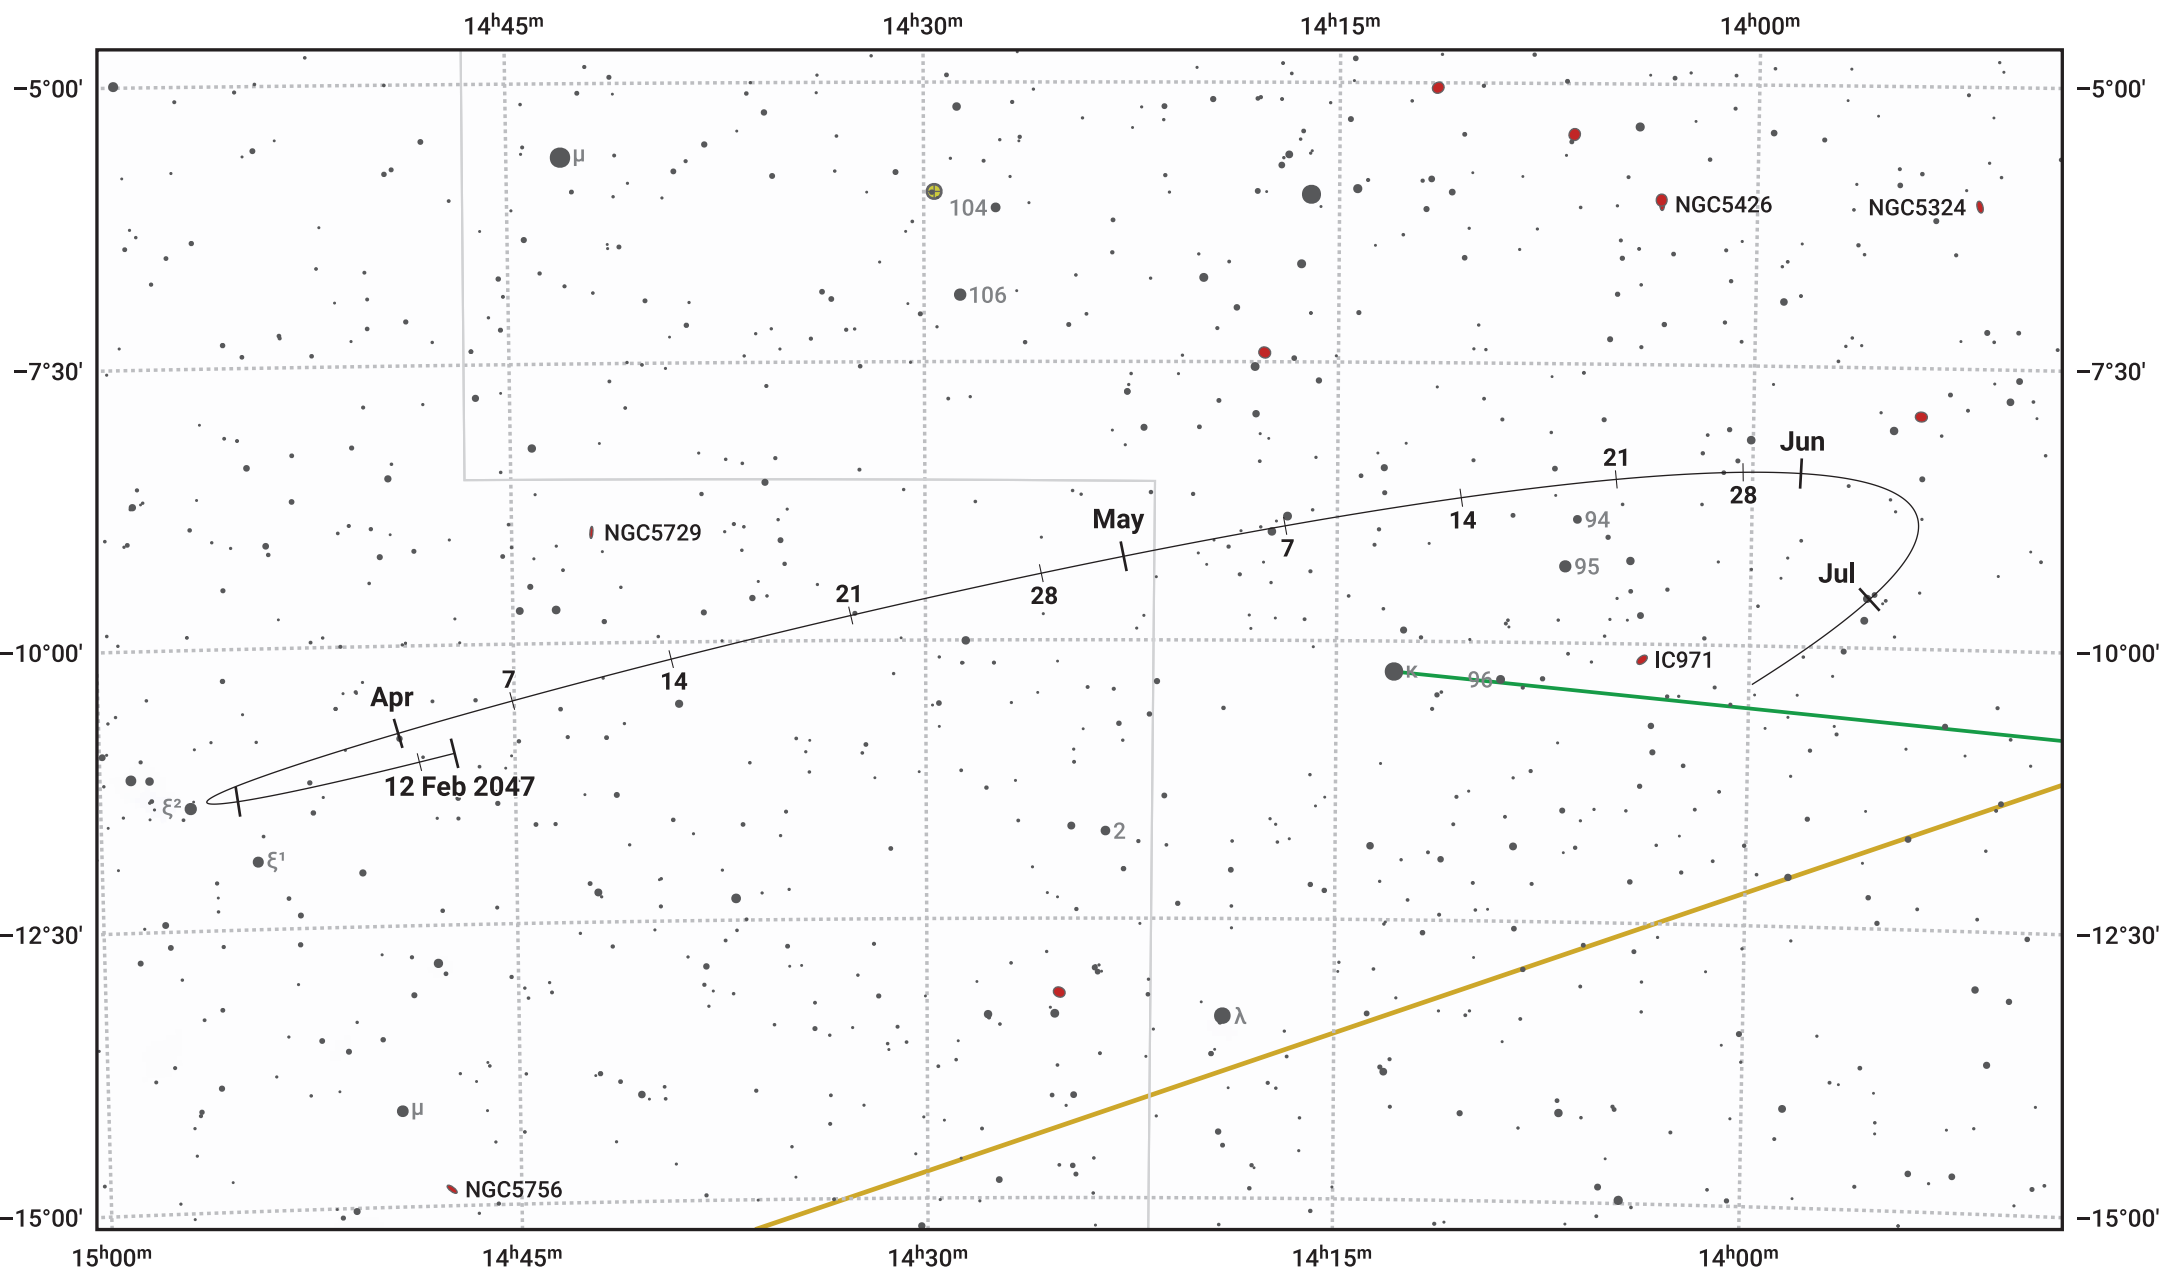 14ʰ45ᵐ 14ʰ30ᵐ 14ʰ15ᵐ 14ʰ00ᵐ
−5°00' −5°00'
μ
104 NGC5426 NGC5324
106
−7°30' −7°30'
Jun
21
28
May 14 94
NGC5729 7
95
21 28 Jul
−10°00' −10°00'
7 14 κ 96 IC971
Apr
12 Feb 2047
ξ²
2
ξ¹
−12°30' −12°30'
λ
μ
NGC5756
−15°00' −15°00'
15ʰ00ᵐ 14ʰ45ᵐ 14ʰ30ᵐ 14ʰ15ᵐ 14ʰ00ᵐ